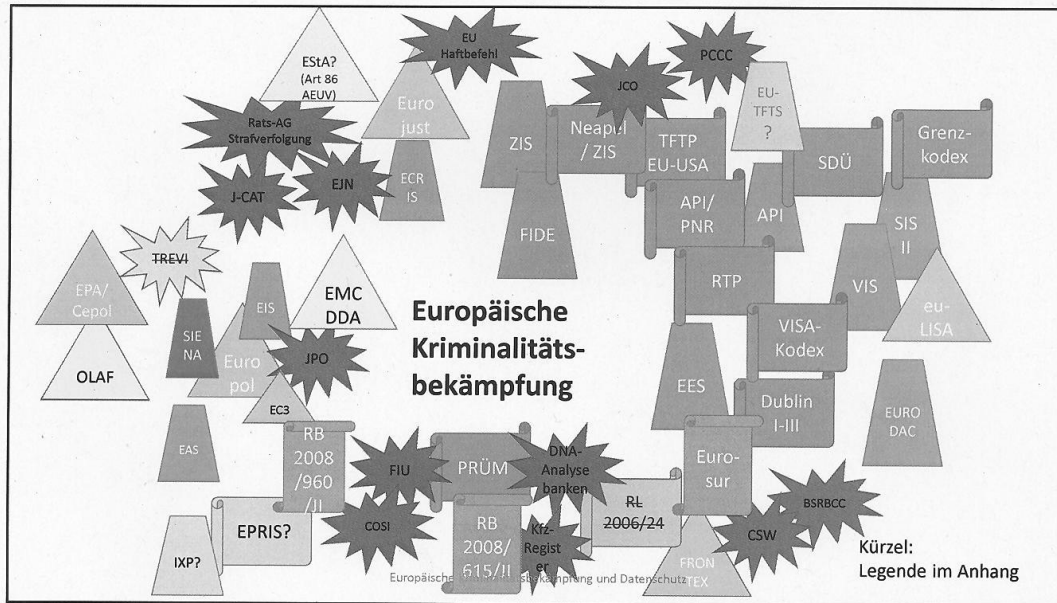 EU
Haftbefehl
PCCC
EStA?
(Art 86
AEUV)
JCO
EU-
TFTS
?
Euro
just
Rats-AG
Strafverfolgung
ZIS
Neapel
/ ZIS
TFTP
EU-USA
SDÜ
Grenz-
kodex
J-CAT
EJN
ECR
IS
API/
PNR
API
SIS
II
FIDE
TREVI
EPA/
Cepol
EIS
EMC
DDA
RTP
VIS
eu-
LISA
SIE
NA
Europäische
Kriminalitäts-
bekämpfung
VISA-
Kodex
OLAF
Euro
pol
JPO
EES
Dublin
I-III
EURO
DAC
EC3
EAS
RB
2008
/960
/JI
FIU
PRÜM
DNA-
Analyse
banken
Euro-
sur
RL
2006/24
BSRBCC
EPRIS?
COSI
RB
2008/
615/JI
Kfz-
Regist
er
CSW
IXP?
FRON
TEX
Kürzel:
Legende im Anhang
Europäische Kriminalitätsbekämpfung und Datenschutz